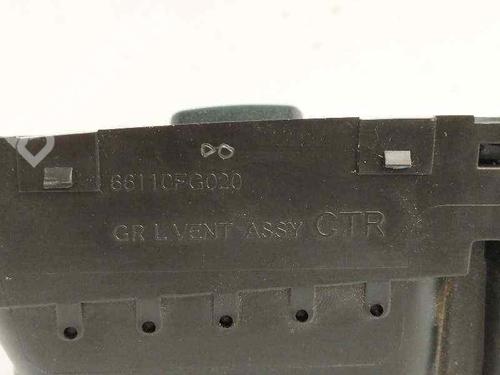 66110FG020
GR L.VENT ASSY CTR